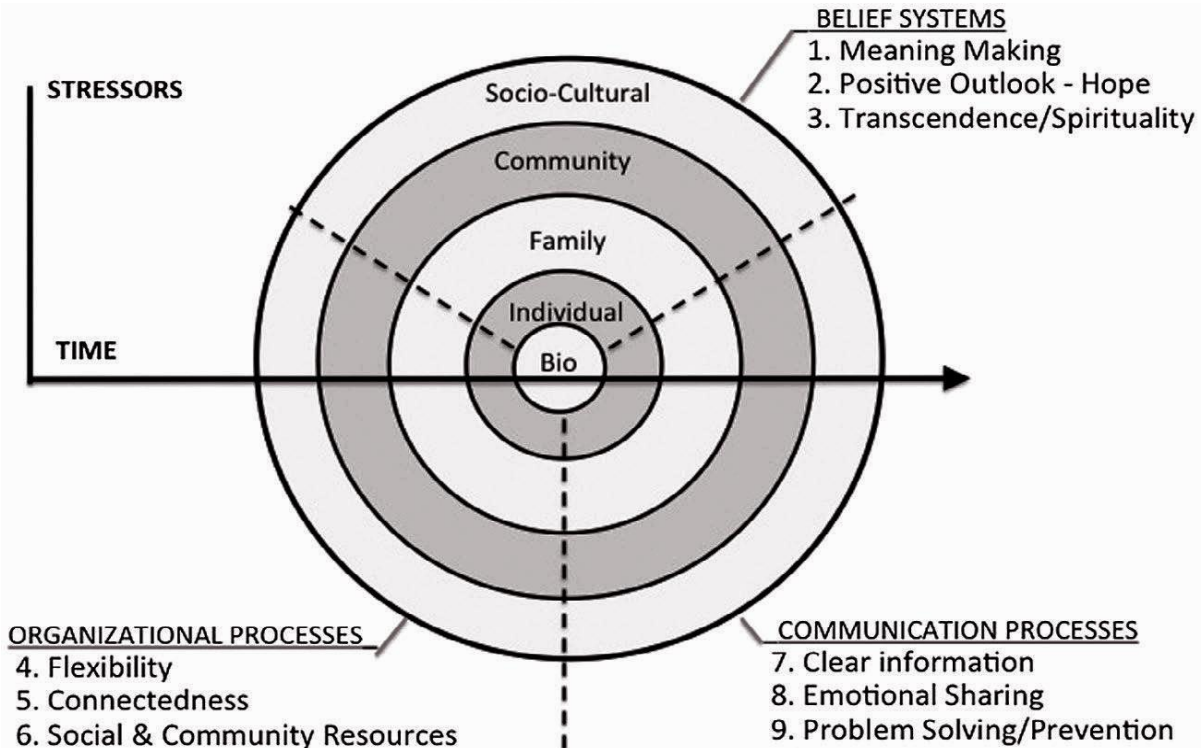 BELIEF SYSTEMS
1. Meaning Making
2. Positive Outlook - Hope
3. Transcendence/Spirituality
STRESSORS
Socio-Cultural
Community
Family
Individual
Bio
TIME
ORGANIZATIONAL PROCESSES
4. Flexibility
5. Connectedness
6. Social & Community Resources
COMMUNICATION PROCESSES
7. Clear information
8. Emotional Sharing
9. Problem Solving/Prevention